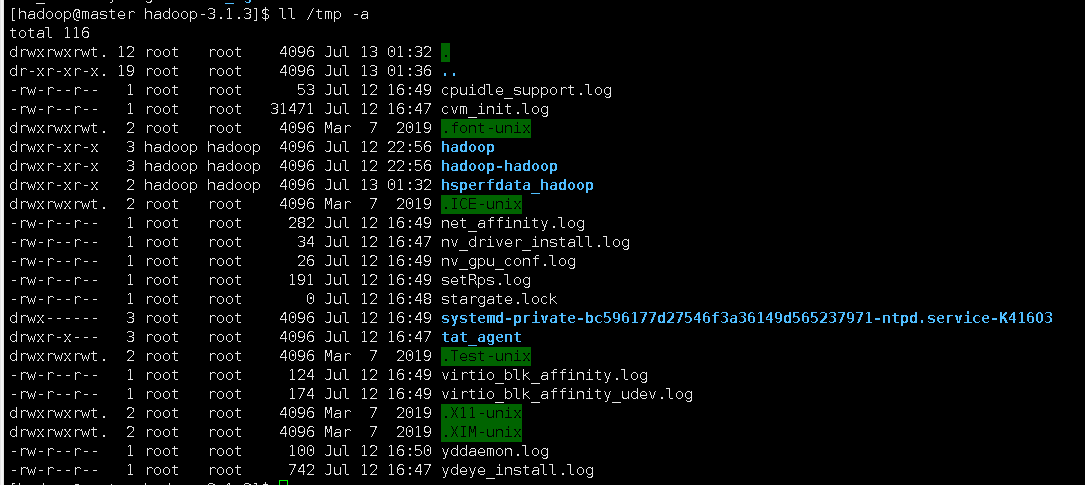 [hadoop@master hadoop-3.1.3]$ ll /tmp -a
total 116
drwxrwxrwt. 12 root   root    4096 Jul 13 01:32 .
dr-xr-xr-x. 19 root   root    4096 Jul 13 01:36 ..
-rw-r--r--   1 root   root      53 Jul 12 16:49 cpuidle_support.log
-rw-r--r--   1 root   root   31471 Jul 12 16:47 cvm_init.log
drwxrwxrwt.  2 root   root    4096 Mar  7  2019 .font-unix
drwxr-xr-x   3 hadoop hadoop  4096 Jul 12 22:56 hadoop
drwxr-xr-x   3 hadoop hadoop  4096 Jul 12 22:56 hadoop-hadoop
drwxr-xr-x   2 hadoop hadoop  4096 Jul 13 01:32 hsperfdata_hadoop
drwxrwxrwt.  2 root   root    4096 Mar  7  2019 .ICE-unix
-rw-r--r--   1 root   root     282 Jul 12 16:49 net_affinity.log
-rw-r--r--   1 root   root      34 Jul 12 16:47 nv_driver_install.log
-rw-r--r--   1 root   root      26 Jul 12 16:49 nv_gpu_conf.log
-rw-r--r--   1 root   root     191 Jul 12 16:49 setRps.log
-rw-r--r--   1 root   root       0 Jul 12 16:48 stargate.lock
drwx------   3 root   root    4096 Jul 12 16:49 systemd-private-bc596177d27546f3a36149d565237971-ntpd.service-K416O3
drwxr-x---   3 root   root    4096 Jul 12 16:47 tat_agent
drwxrwxrwt.  2 root   root    4096 Mar  7  2019 .Test-unix
-rw-r--r--   1 root   root     124 Jul 12 16:49 virtio_blk_affinity.log
-rw-r--r--   1 root   root     174 Jul 12 16:49 virtio_blk_affinity_udev.log
drwxrwxrwt.  2 root   root    4096 Mar  7  2019 .X11-unix
drwxrwxrwt.  2 root   root    4096 Mar  7  2019 .XIM-unix
-rw-r--r--   1 root   root     100 Jul 12 16:50 yddaemon.log
-rw-r--r--   1 root   root     742 Jul 12 16:47 ydeye_install.log